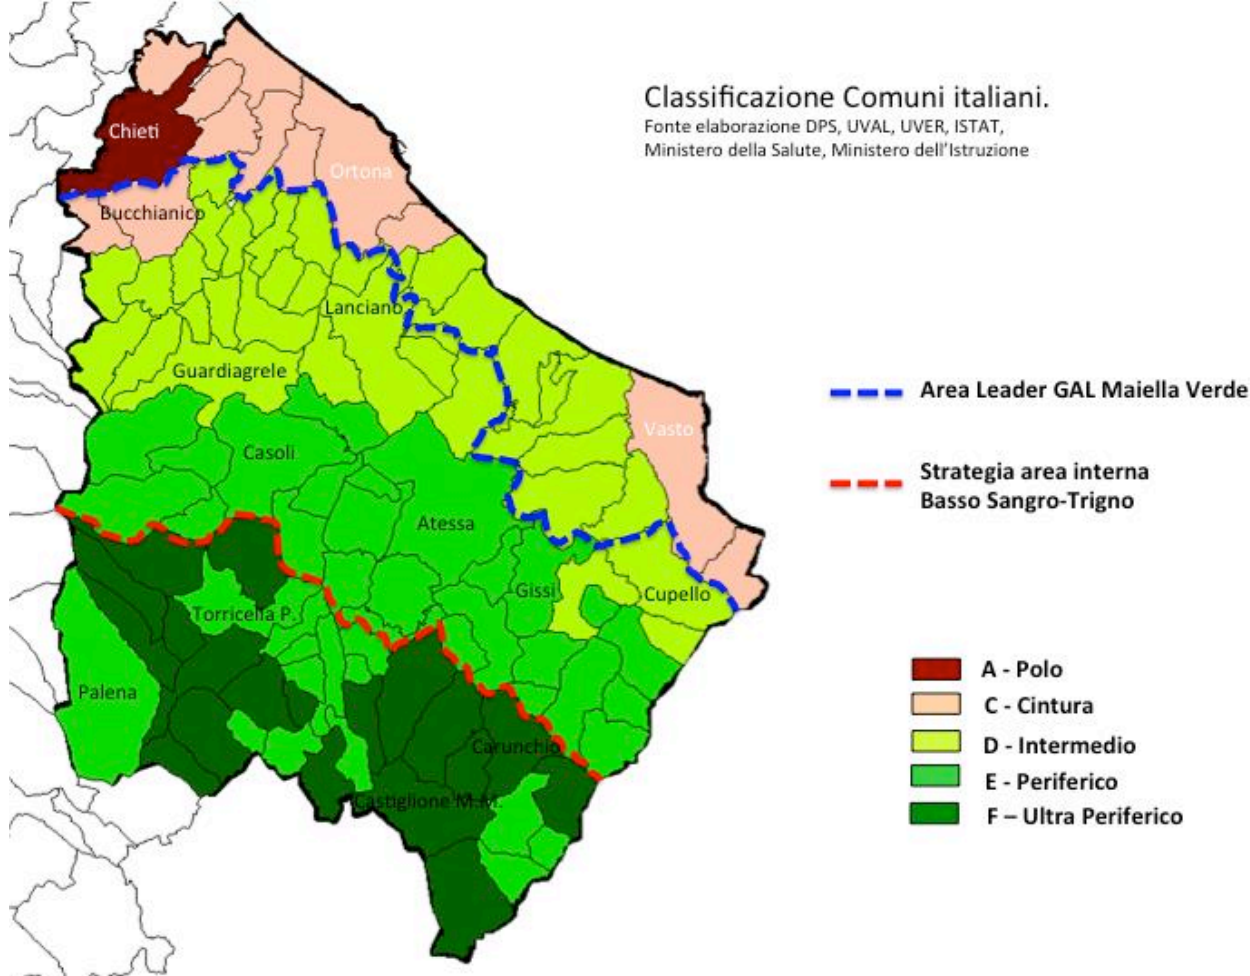 Classificazione Comuni italiani.
Fonte elaborazione DPS, UVAL, UVER, ISTAT,
Ministero della Salute, Ministero dell'Istruzione
Chieti
Ortona
Bucchianico
Lanciano
Guardiagrele
Vasto
Casoli
Atessa
Gissi
Cupello
Torricella P.
Palena
Carunchio
Castiglione M.M.
Area Leader GAL Maiella Verde
Strategia area interna
Basso Sangro-Trigno
A - Polo
C - Cintura
D - Intermedio
E - Periferico
F – Ultra Periferico